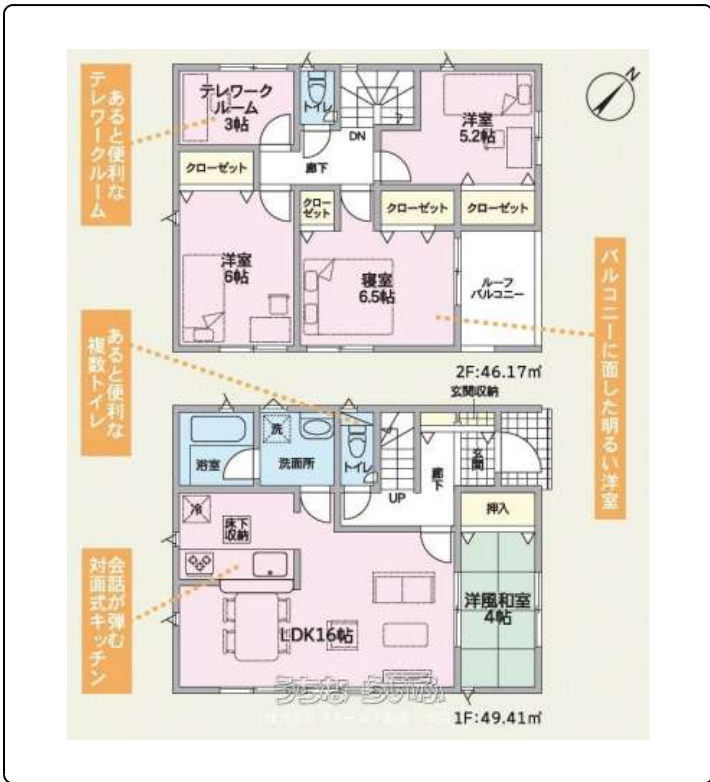 あると便利な
テレワークルーム
テレワーク
ルーム
3帖
トイレ
DN
洋室
5.2帖
N
クローゼット
廊下
クロー
ゼット
クローゼット
クローゼット
洋室
6帖
寝室
6.5帖
ルーフ
バルコニー
バルコニーに面した明るい洋室
2F:46.17㎡
あると便利な
複数トイレ
玄関収納
浴室
洗
洗面所
トイレ
UP
廊下
玄関
押入
冷
床下
収納
会話が弾む
対面式キッチン
LDK16帖
洋風和室
4帖
うちなーらいふ
1F:49.41㎡